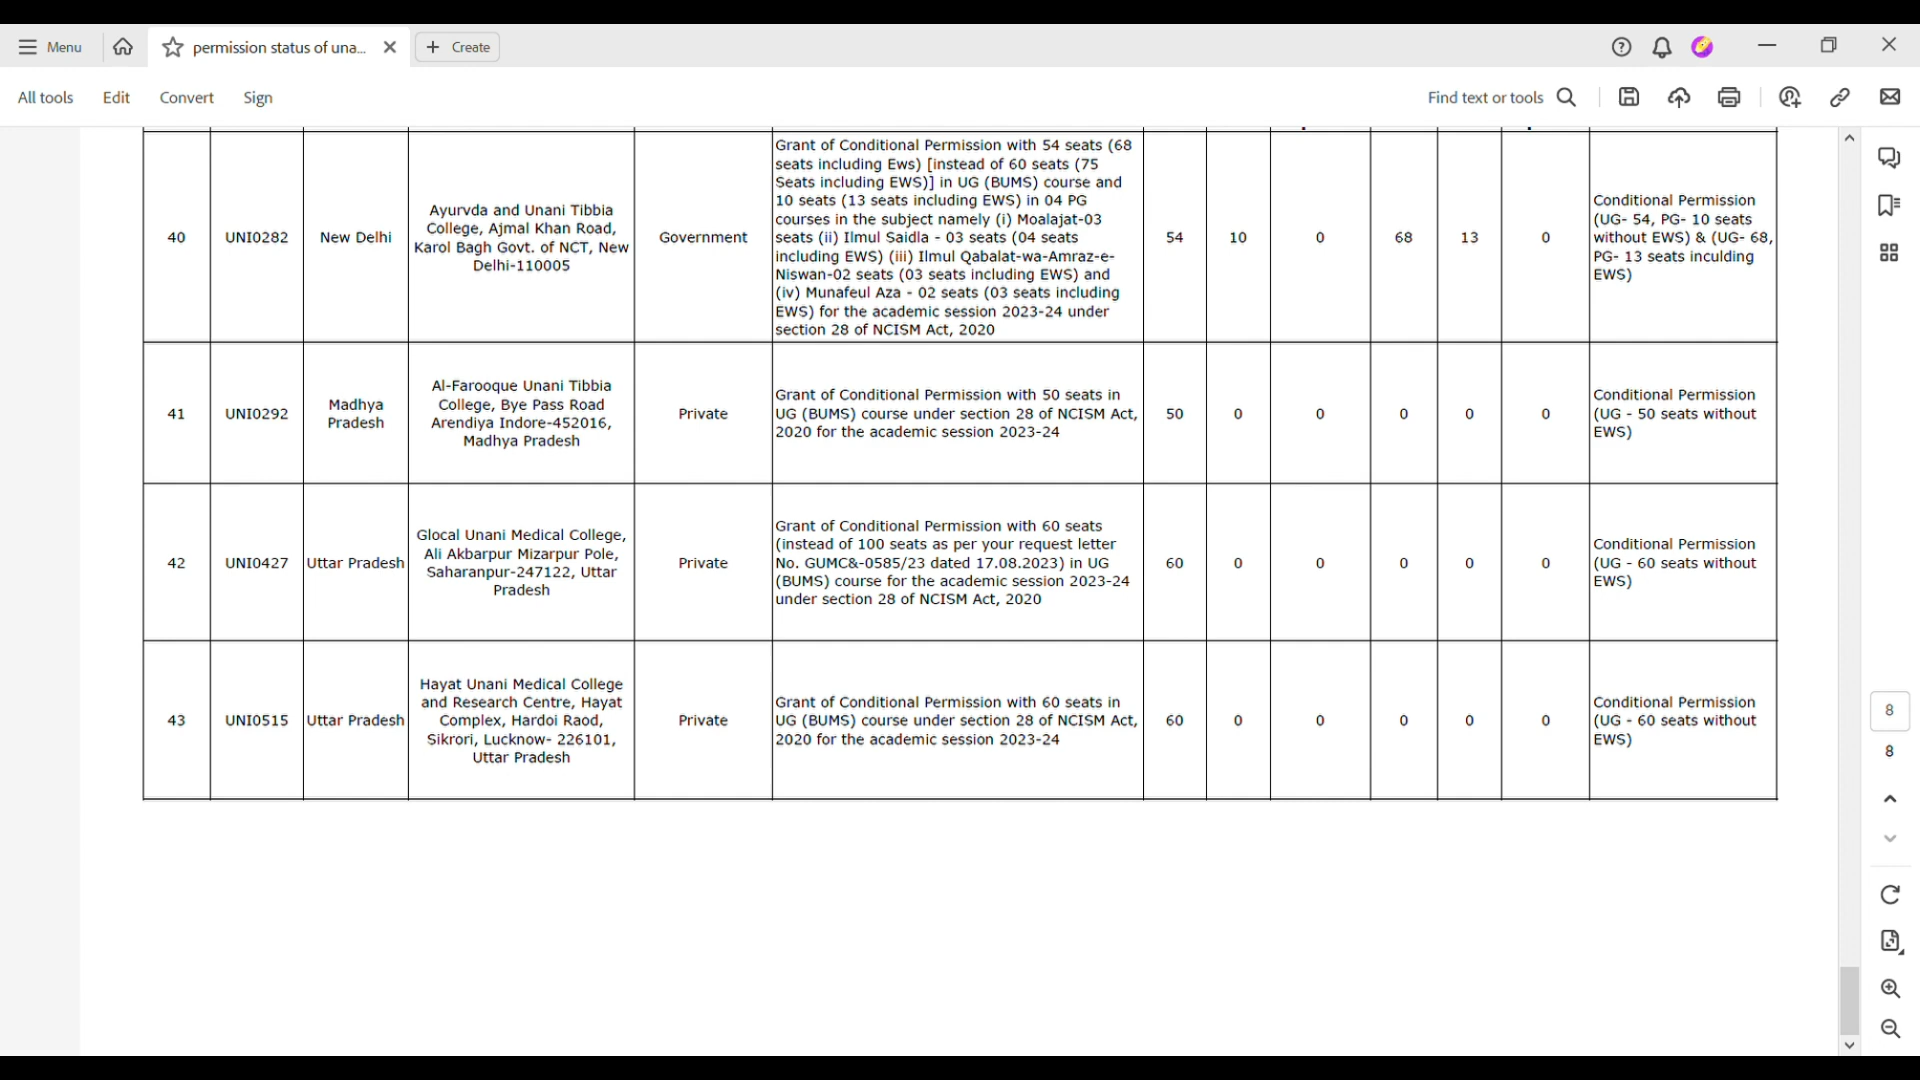 Menu
permission status of una...
Create
All tools
Edit
Convert
Sign
Find text or tools
40
UNI0282
New Delhi
Ayurvda and Unani Tibbia
College, Ajmal Khan Road,
Karol Bagh Govt. of NCT, New
Delhi-110005
Government
Grant of Conditional Permission with 54 seats (68
seats including Ews) [instead of 60 seats (75
Seats including EWS)] in UG (BUMS) course and
10 seats (13 seats including EWS) in 04 PG
courses in the subject namely (i) Moalajat-03
seats (ii) Ilmul Saidla - 03 seats (04 seats
including EWS) (iii) Ilmul Qabalat-wa-Amraz-e-
Niswan-02 seats (03 seats including EWS) and
(iv) Munafeul Aza - 02 seats (03 seats including
EWS) for the academic session 2023-24 under
section 28 of NCISM Act, 2020
54
10
0
68
13
0
Conditional Permission
(UG- 54, PG- 10 seats
without EWS) & (UG- 68,
PG- 13 seats inculding
EWS)
41
UNI0292
Madhya
Pradesh
Al-Farooque Unani Tibbia
College, Bye Pass Road
Arendiya Indore-452016,
Madhya Pradesh
Private
Grant of Conditional Permission with 50 seats in
UG (BUMS) course under section 28 of NCISM Act,
2020 for the academic session 2023-24
50
0
0
0
0
0
Conditional Permission
(UG - 50 seats without
EWS)
42
UNI0427
Uttar Pradesh
Glocal Unani Medical College,
Ali Akbarpur Mizarpur Pole,
Saharanpur-247122, Uttar
Pradesh
Private
Grant of Conditional Permission with 60 seats
(instead of 100 seats as per your request letter
No. GUMC&-0585/23 dated 17.08.2023) in UG
(BUMS) course for the academic session 2023-24
under section 28 of NCISM Act, 2020
60
0
0
0
0
0
Conditional Permission
(UG - 60 seats without
EWS)
43
UNI0515
Uttar Pradesh
Hayat Unani Medical College
and Research Centre, Hayat
Complex, Hardoi Raod,
Sikrori, Lucknow- 226101,
Uttar Pradesh
Private
Grant of Conditional Permission with 60 seats in
UG (BUMS) course under section 28 of NCISM Act,
2020 for the academic session 2023-24
60
0
0
0
0
0
Conditional Permission
(UG - 60 seats without
EWS)
8
8